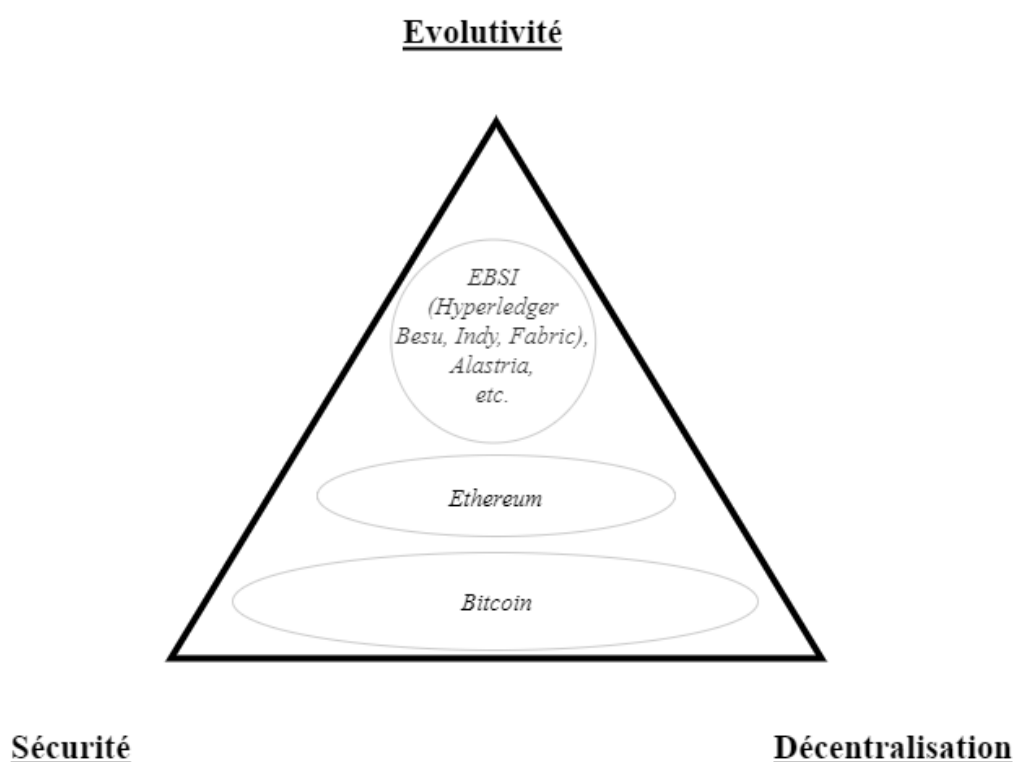 Evolutivité
EBSI
(Hyperledger
Besu, Indy, Fabric),
Alastria,
etc.
Ethereum
Bitcoin
Sécurité
Décentralisation